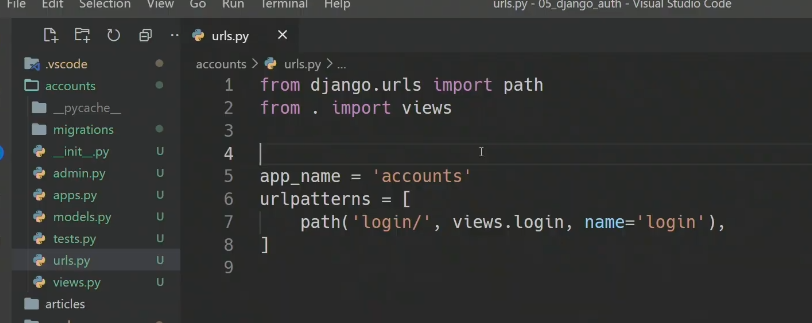 File Edit Selection View Go Run Terminal Help urls.py - 05_django_auth - Visual Studio Code
urls.py
.vscode
accounts
__pycache__
migrations
__init__.py U
admin.py U
apps.py U
models.py U
tests.py U
urls.py U
views.py U
articles
accounts > urls.py > ...
1 from django.urls import path
2 from . import views
3
4
5 app_name = 'accounts'
6 urlpatterns = [
7     path('login/', views.login, name='login'),
8 ]
9